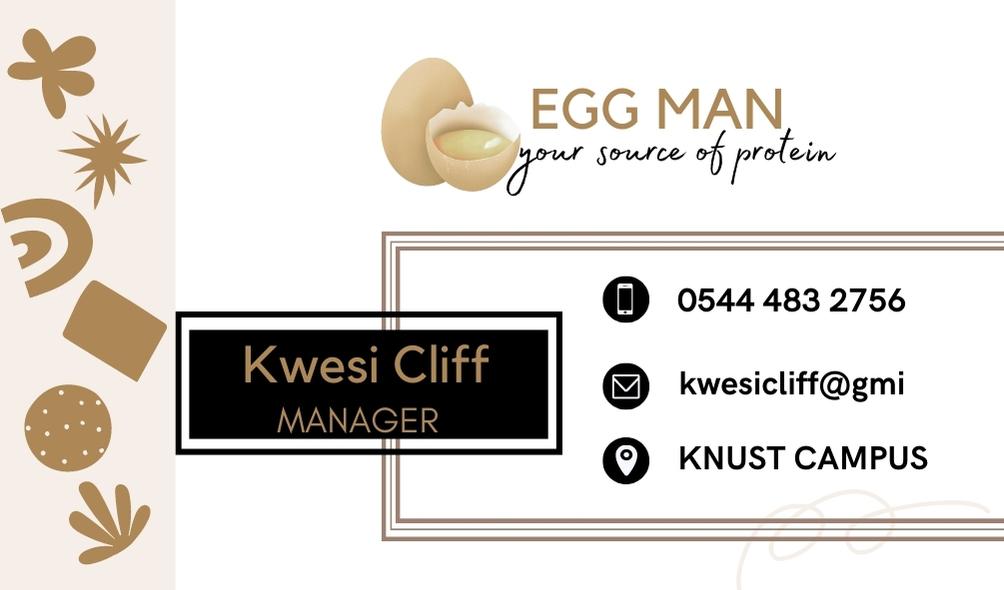 EGG MAN
your source of protein
Kwesi Cliff
MANAGER
0544 483 2756
kwesicliff@gmi
KNUST CAMPUS